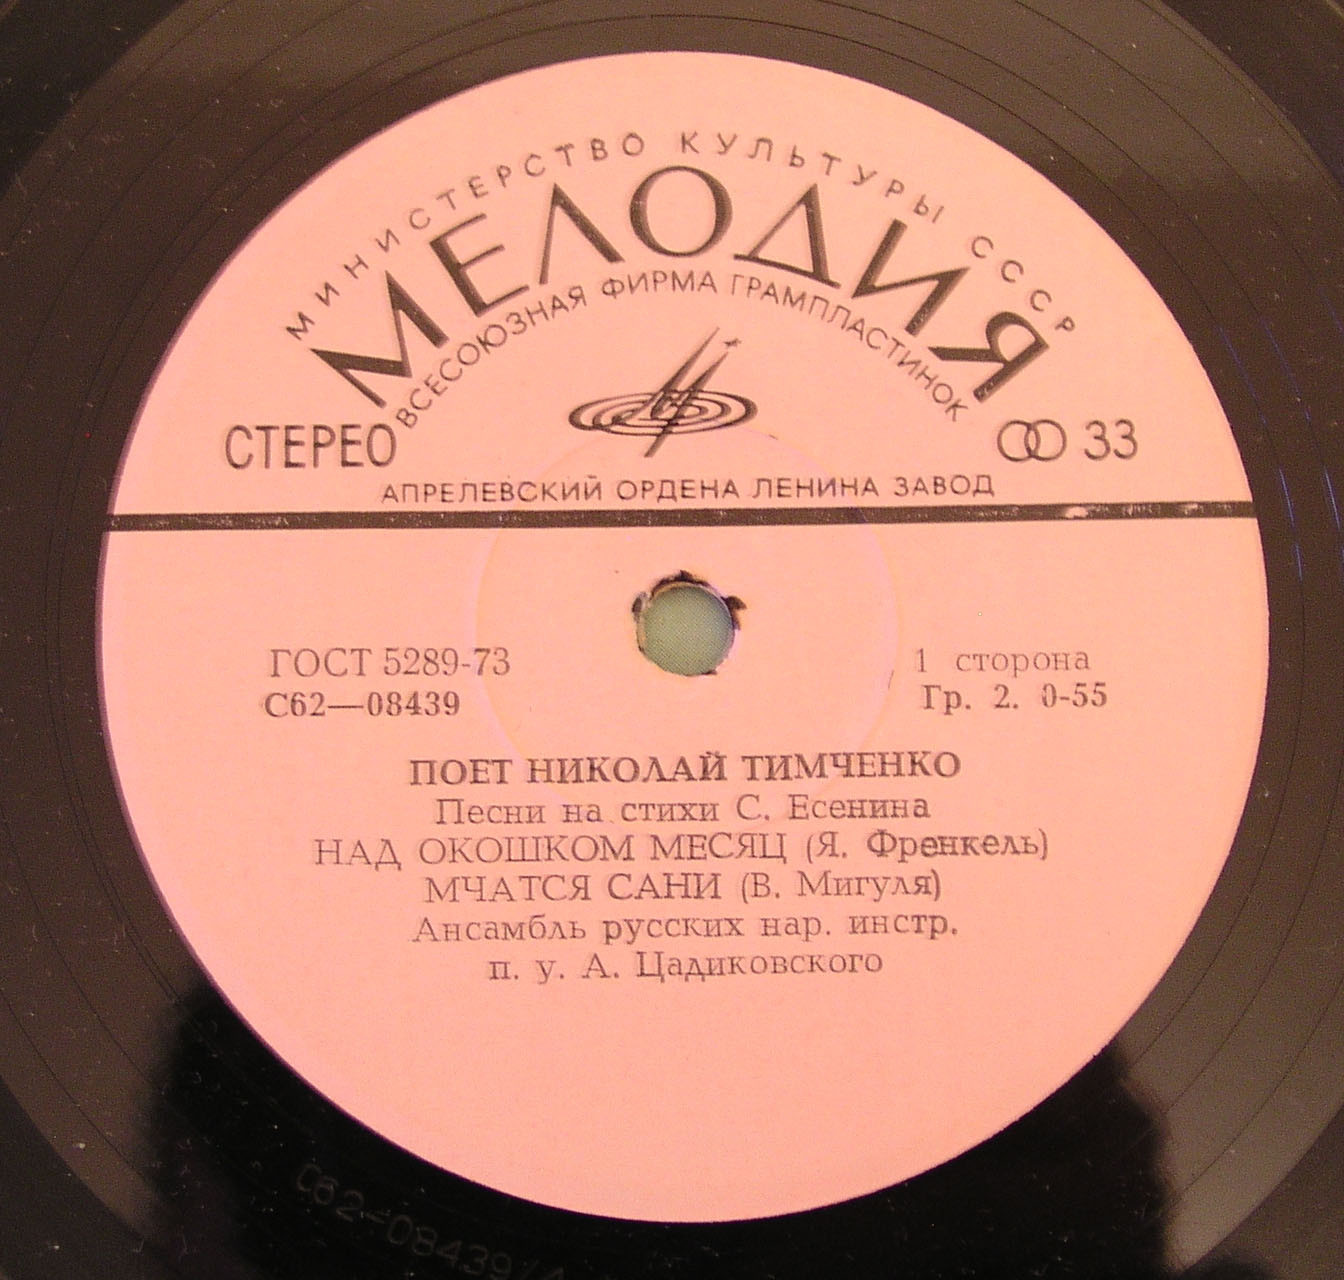 МИНИСТЕРСТВО КУЛЬТУРЫ СССР
МЕЛОДИЯ
ВСЕСОЮЗНАЯ ФИРМА ГРАМПЛАСТИНОК
СТЕРЕО 33
АПРЕЛЕВСКИЙ ОРДЕНА ЛЕНИНА ЗАВОД
ГОСТ 5289-73 1 сторона
С62—08439 Гр. 2. 0-55
ПОЕТ НИКОЛАЙ ТИМЧЕНКО
Песни на стихи С. Есенина
НАД ОКОШКОМ МЕСЯЦ (Я. Френкель)
МЧАТСЯ САНИ (В. Мигуля)
Ансамбль русских нар. инстр.
п. у. А. Цадиковского
С62-08439